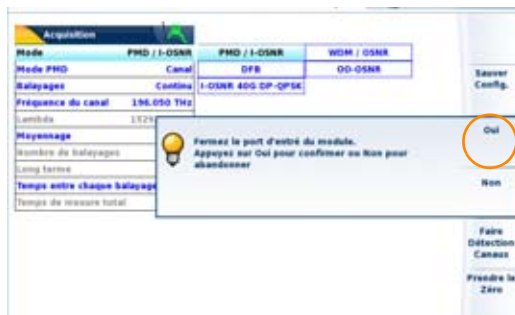 Acquisition
Mode PMD / I-OSNR PMD / I-OSNR WDM / OSNR
Mode PMD Canal DFB OD-OSNR
Balayages Continu I-OSNR 40G DP-QPSK
Fréquence du canal 196.050 THz
Lambda 1529
Moyennage
Nombre de balayages
Long terme
Temps entre chaque balayage
Temps de mesure total
Fermez le port d'entré du module.
Appuyez sur Oui pour confirmer ou Non pour
abandonner
Sauver
Config.
Oui
Non
Faire
Détection
Canaux
Prendre le
Zéro